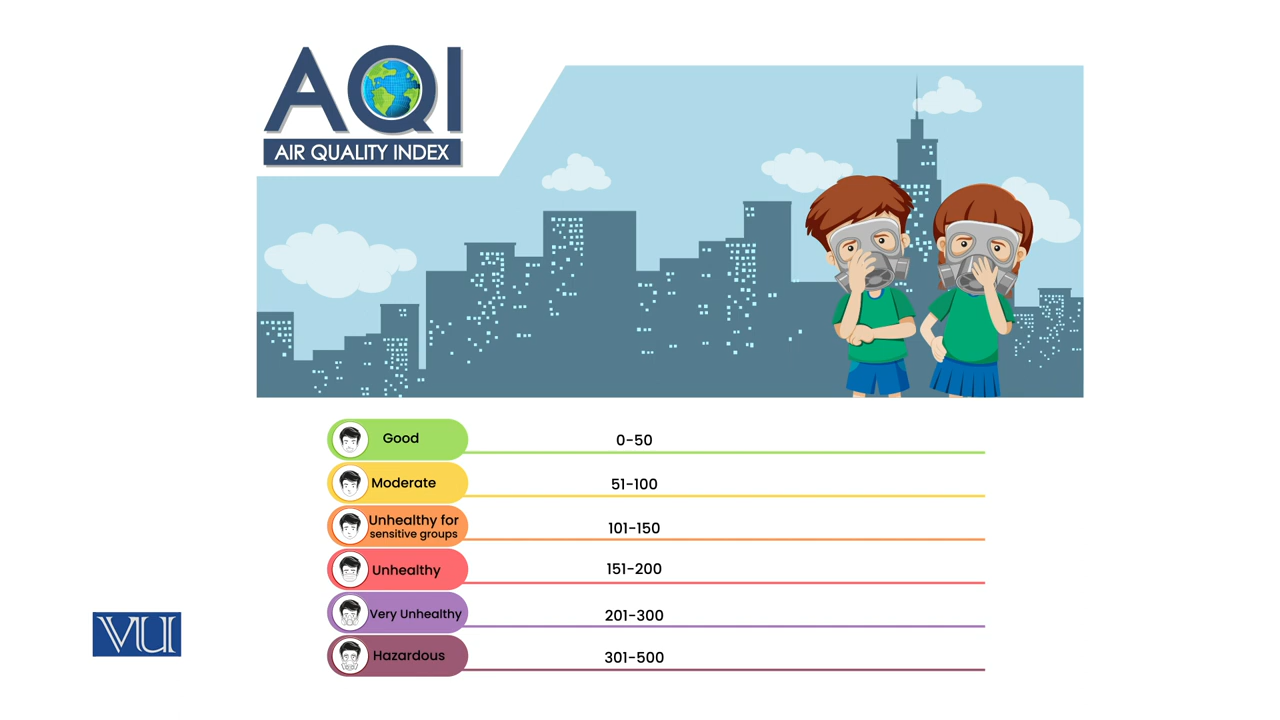 AQI
AIR QUALITY INDEX
Good 0-50
Moderate 51-100
Unhealthy for
sensitive groups 101-150
Unhealthy 151-200
Very Unhealthy 201-300
Hazardous 301-500
VU